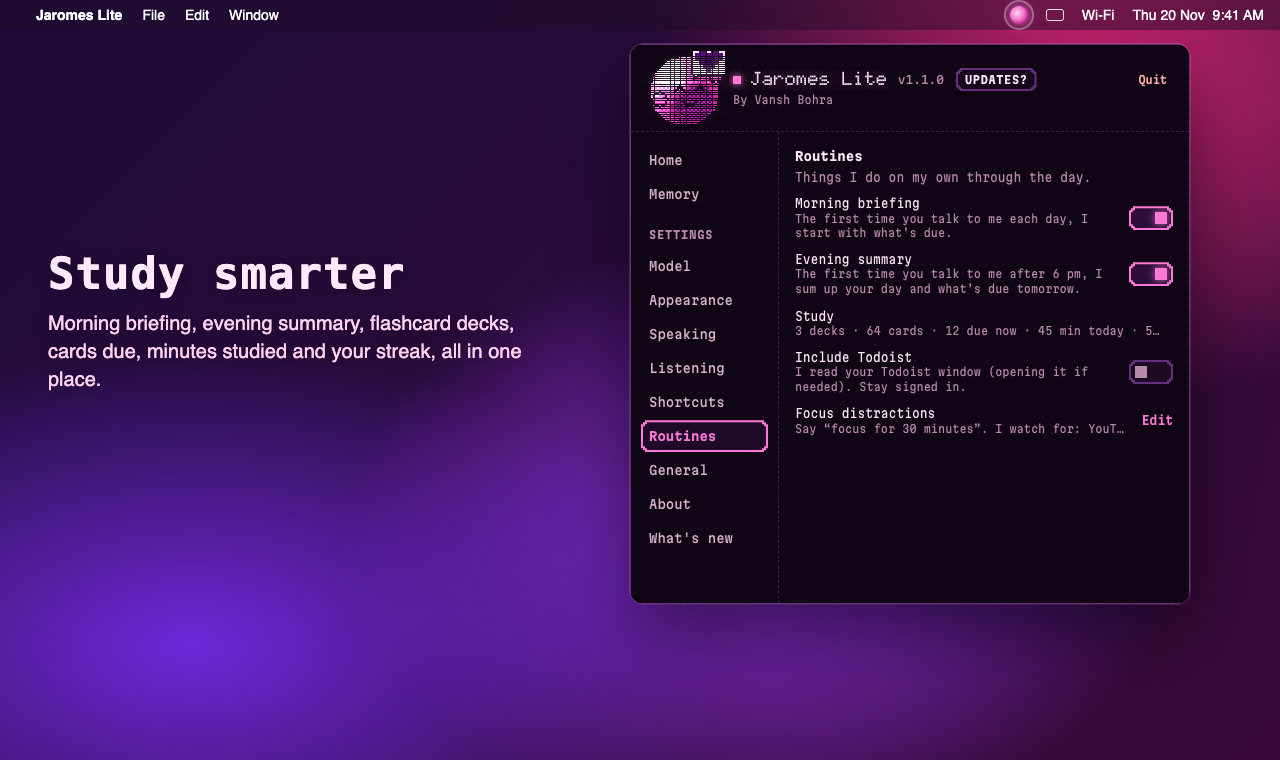 Jaromes Lite File Edit Window
Wi-Fi Thu 20 Nov 9:41 AM
Jaromes Lite v1.1.0 UPDATES? Quit
By Vansh Bohra
Study smarter
Morning briefing, evening summary, flashcard decks,
cards due, minutes studied and your streak, all in one
place.
Home
Memory
SETTINGS
Model
Appearance
Speaking
Listening
Shortcuts
Routines
General
About
What's new
Routines
Things I do on my own through the day.
Morning briefing
The first time you talk to me each day, I
start with what’s due.
Evening summary
The first time you talk to me after 6 pm, I
sum up your day and what’s due tomorrow.
Study
3 decks · 64 cards · 12 due now · 45 min today · 5…
Include Todoist
I read your Todoist window (opening it if
needed). Stay signed in.
Focus distractions
Say “focus for 30 minutes”. I watch for: YouT…
Edit